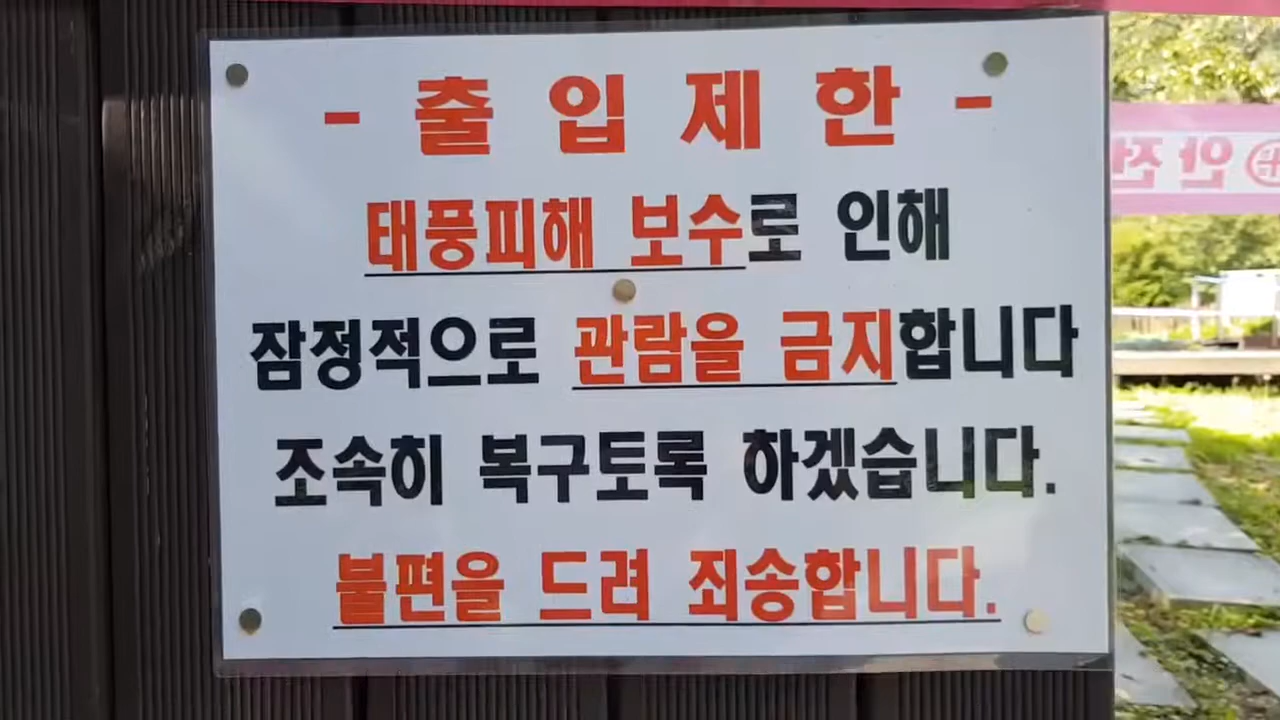 - 출 입 제 한 -
태풍피해 보수로 인해
잠정적으로 관람을 금지합니다
조속히 복구토록 하겠습니다.
불편을 드려 죄송합니다.
안전